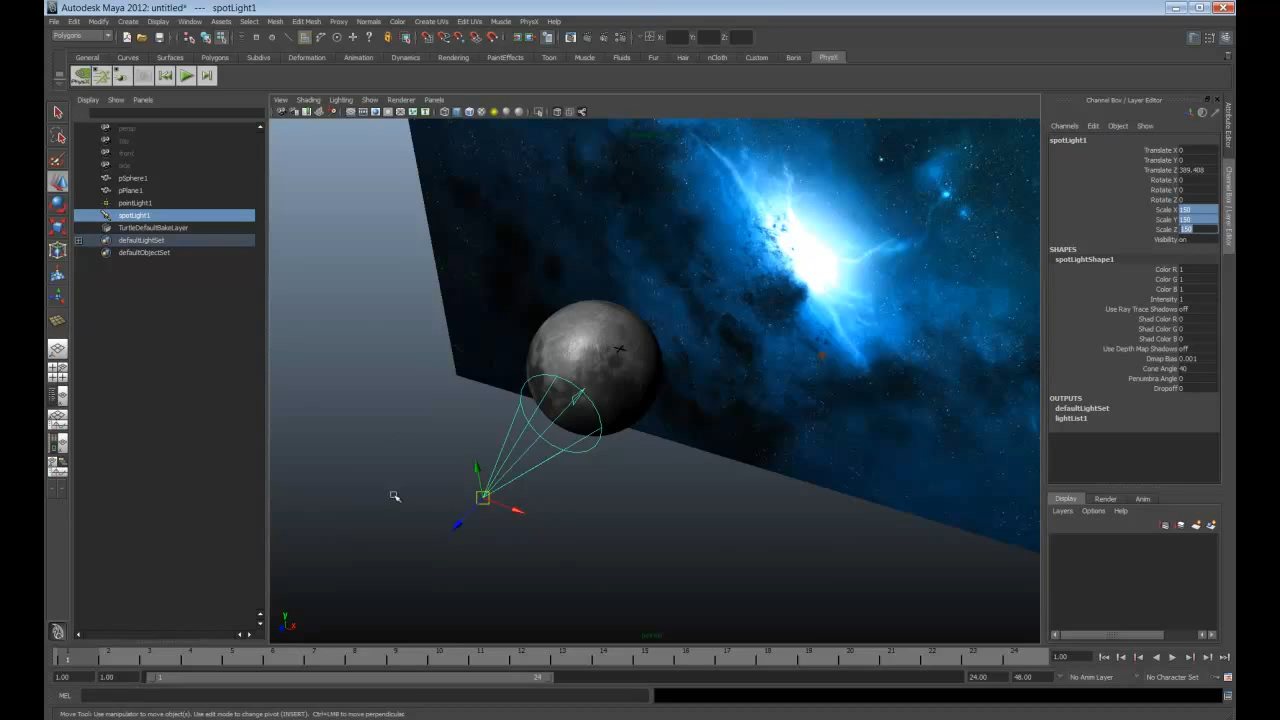 Autodesk Maya 2012: untitled* --- spotLight1
File Edit Modify Create Display Window Assets Select Mesh Edit Mesh Proxy Normals Color Create UVs Edit UVs Muscle PhysX Help
Polygons
X: Y: Z:
General Curves Surfaces Polygons Subdivs Deformation Animation Dynamics Rendering PaintEffects Toon Muscle Fluids Fur Hair nCloth Custom Boris PhysX
Display Show Panels
View Shading Lighting Show Renderer Panels
Channel Box / Layer Editor
Channels Edit Object Show
persp
top
front
side
pSphere1
pPlane1
pointLight1
spotLight1
TurtleDefaultBakeLayer
defaultLightSet
defaultObjectSet
spotLight1
Translate X 0
Translate Y 0
Translate Z 389.408
Rotate X 0
Rotate Y 0
Rotate Z 0
Scale X 150
Scale Y 150
Scale Z 150
Visibility on
SHAPES
spotLightShape1
Color R 1
Color G 1
Color B 1
Intensity 1
Use Ray Trace Shadows off
Shad Color R 0
Shad Color G 0
Shad Color B 0
Use Depth Map Shadows off
Dmap Bias 0.001
Cone Angle 40
Penumbra Angle 0
Dropoff 0
OUTPUTS
defaultLightSet
lightList1
Attribute Editor
Channel Box / Layer Editor
Display Render Anim
Layers Options Help
y
x
persp
1 2 3 4 5 6 7 8 9 10 11 12 13 14 15 16 17 18 19 20 21 22 23 24
1
1.00
1.00 1.00 1 24 24.00 48.00 No Anim Layer No Character Set
MEL
Move Tool: Use manipulator to move object(s). Use edit mode to change pivot (INSERT). Ctrl+LMB to move perpendicular.